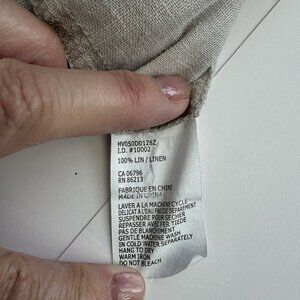 HV050D0128Z
I.D. #10002
100% LIN / LINEN
CA 06796
RN 86213
FABRIQUE EN CHINE
MADE IN CHINA
LAVER A LA MACHINE CYCLE
DELICAT A L'EAU FROIDE SEPAREMENT
SUSPENDRE POUR SECHER
REPASSER AVEC FER TIEDE
PAS DE BLANCHIMENT
GENTLE MACHINE WASH
IN COLD WATER SEPARATELY
HANG TO DRY
WARM IRON
DO NOT BLEACH